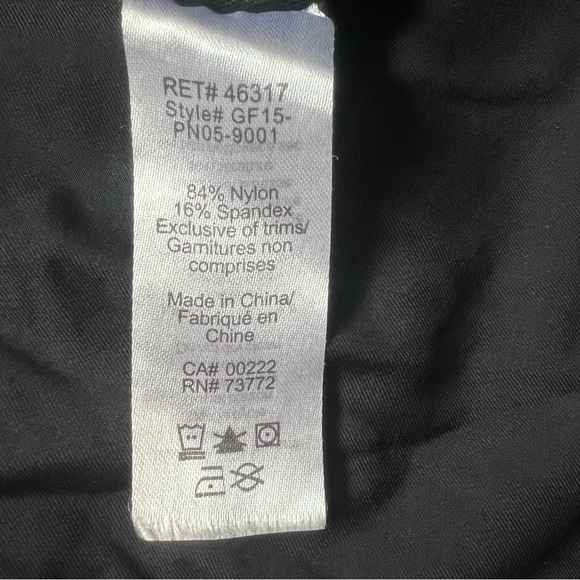 RET# 46317
Style# GF15-
PN05-9001
84% Nylon
16% Spandex
Exclusive of trims/
Garnitures non
comprises
Made in China/
Fabriqué en
Chine
CA# 00222
RN# 73772